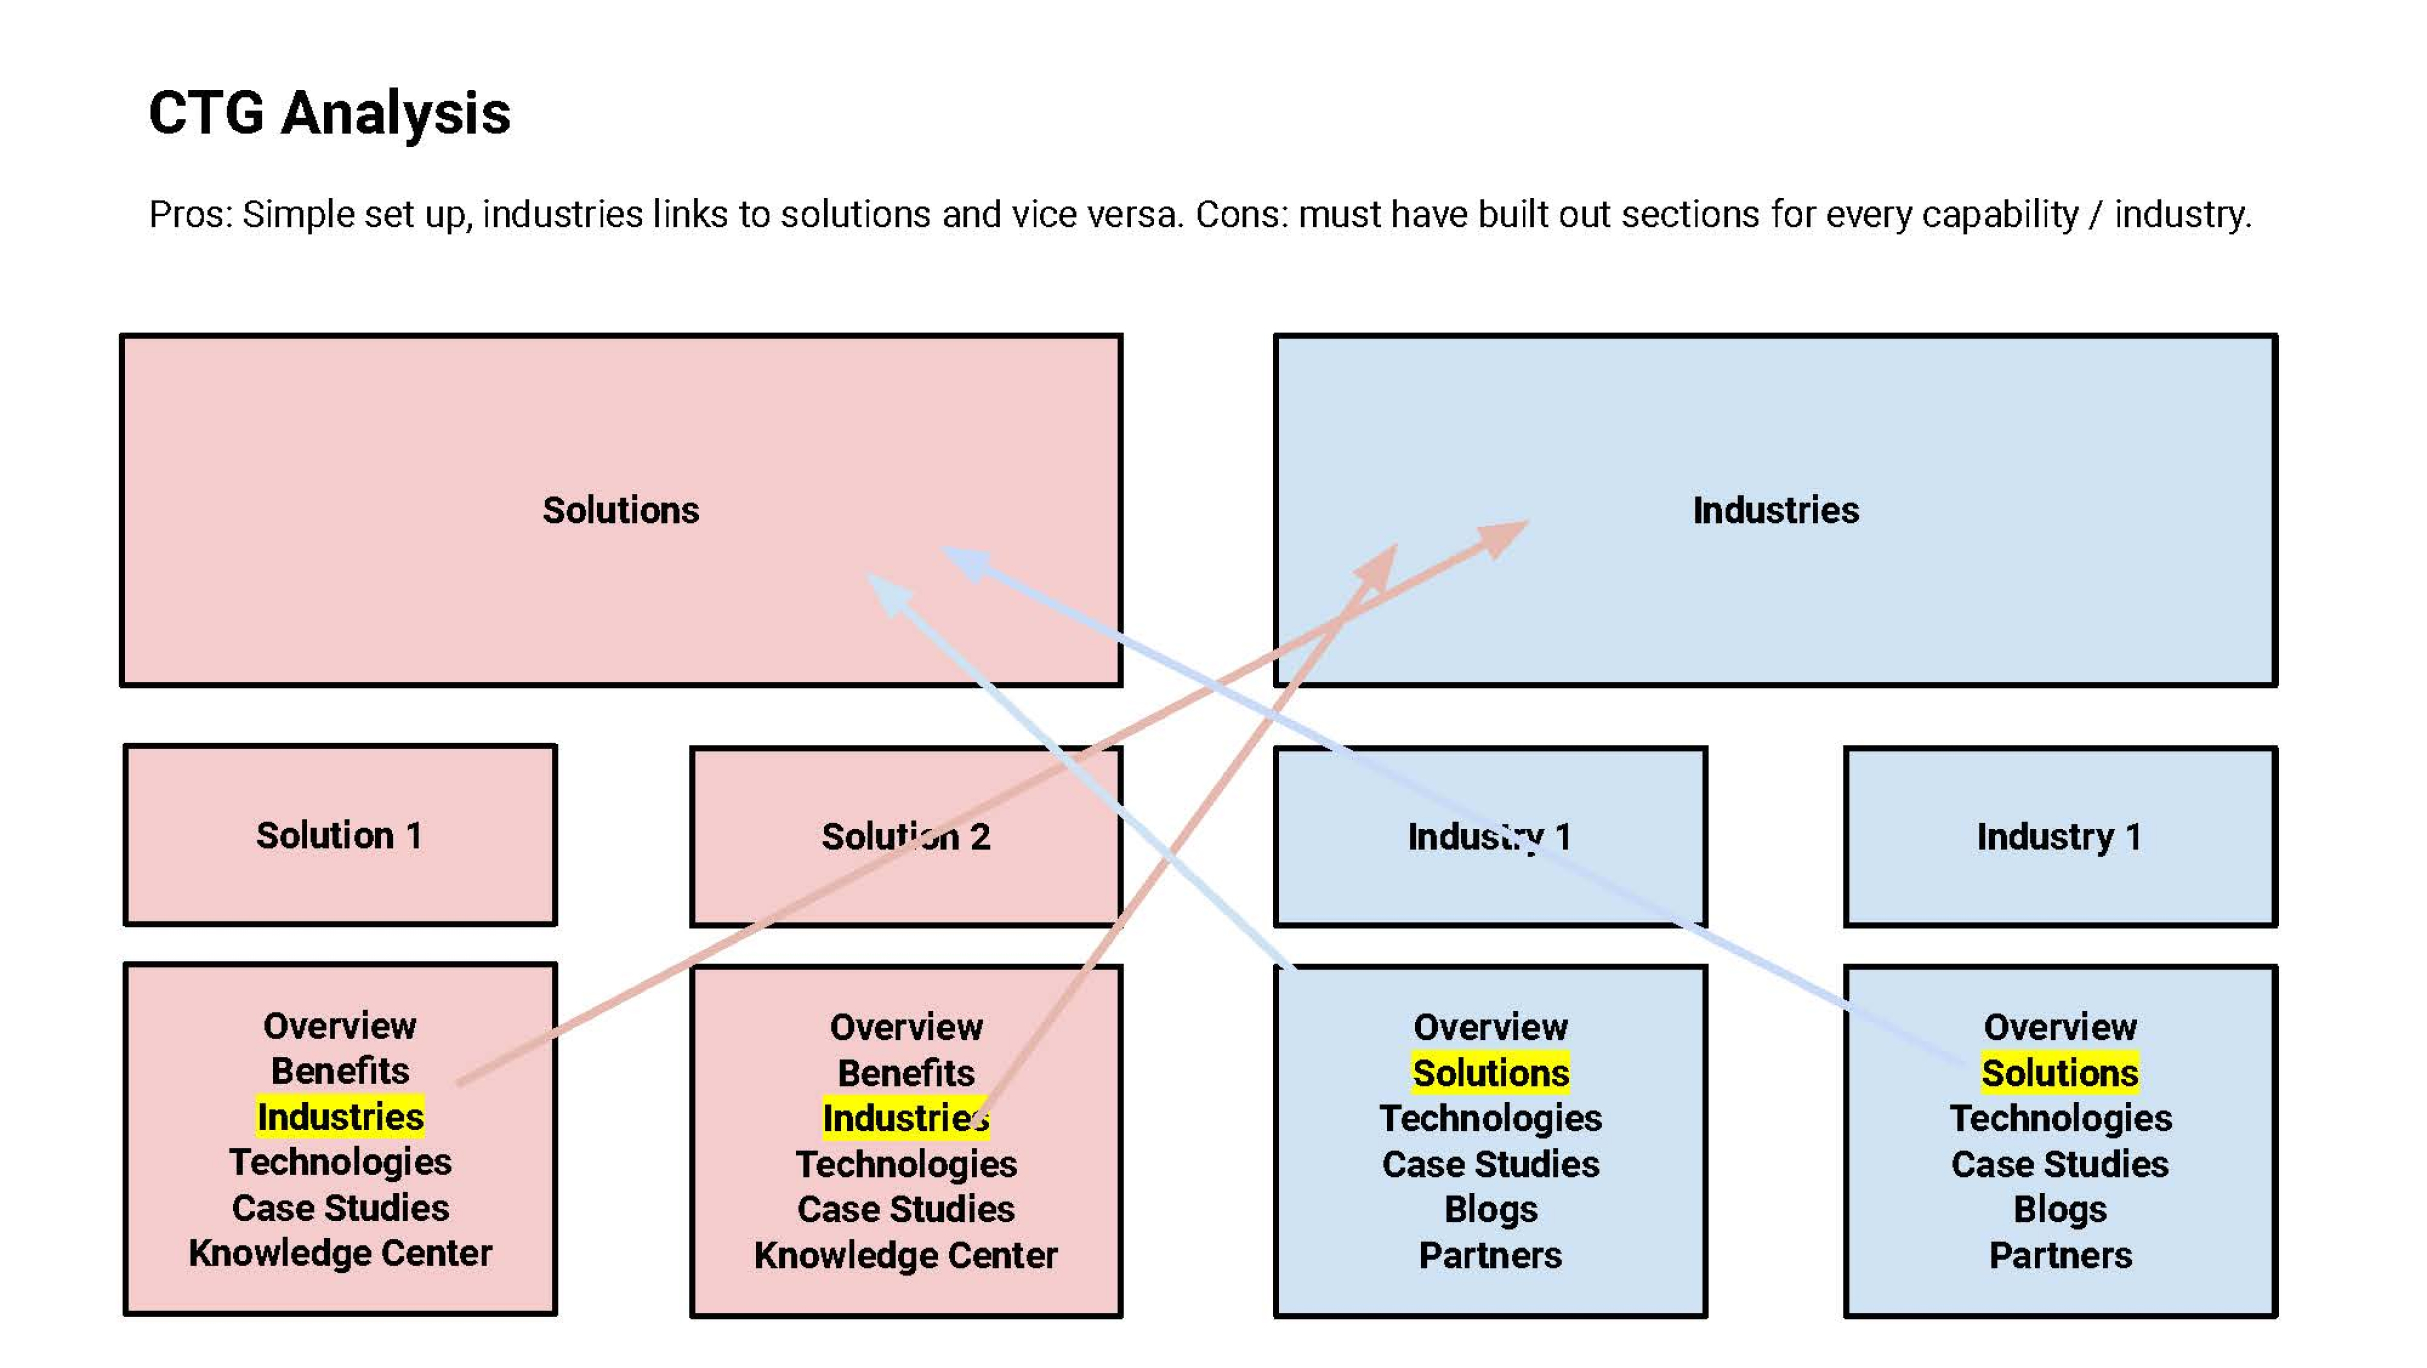 CTG Analysis
Pros: Simple set up, industries links to solutions and vice versa. Cons: must have built out sections for every capability / industry.
Solutions
Industries
Solution 1
Solution 2
Industry 1
Industry 1
Overview
Benefits
Industries
Technologies
Case Studies
Knowledge Center
Overview
Benefits
Industries
Technologies
Case Studies
Knowledge Center
Overview
Solutions
Technologies
Case Studies
Blogs
Partners
Overview
Solutions
Technologies
Case Studies
Blogs
Partners